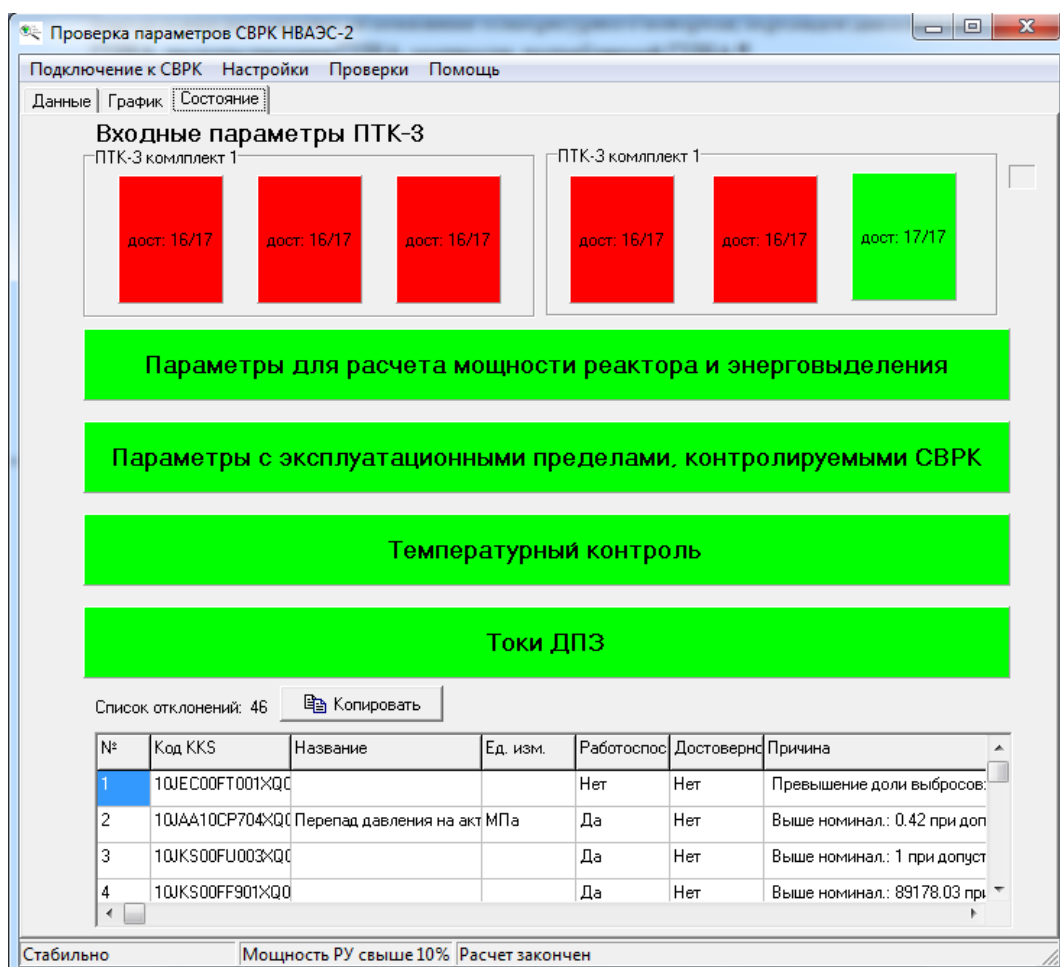 Проверка параметров СВРК НВАЭС-2
Подключение к СВРК Настройки Проверки Помощь
Данные График Состояние
Входные параметры ПТК-З
ПТК-З комлплект 1 ПТК-З комлплект 1
дост: 16/17 дост: 16/17 дост: 16/17 дост: 16/17 дост: 16/17 дост: 17/17
Параметры для расчета мощности реактора и энерговыделения
Параметры с эксплуатационными пределами, контролируемыми СВРК
Температурный контроль
Токи ДПЗ
Список отклонений: 46 Копировать
№ Код KKS Название Ед. изм. Работоспос Достоверно Причина
1 10JEC00FT001XQ0 Нет Нет Превышение доли выбросов:
2 10JAA10CP704XQ0 Перепад давления на акт МПа Да Нет Выше номинал.: 0.42 при доп
3 10JKS00FU003XQ0 Да Нет Выше номинал.: 1 при допуст
4 10JKS00FF901XQ0 Да Нет Выше номинал.: 89178.03 при
Стабильно Мощность РУ свыше 10% Расчет закончен